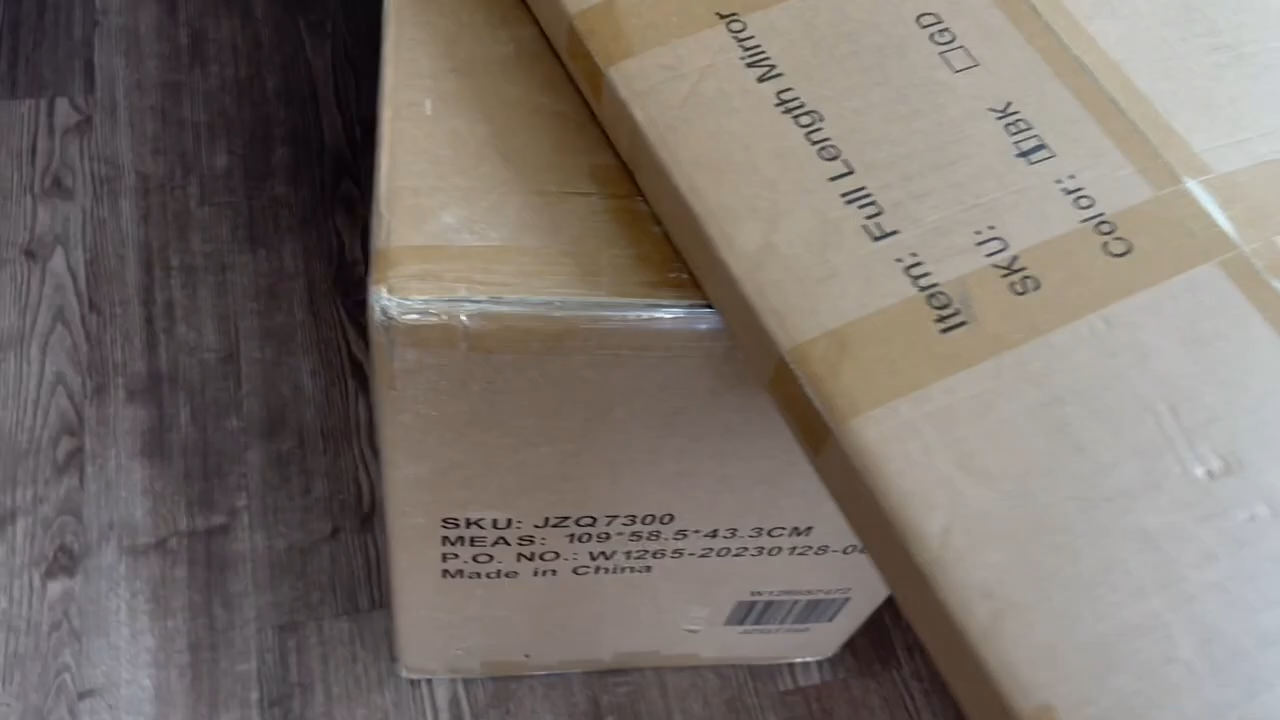 Item: Full Length Mirror
SKU:
Color: BK GD
SKU: JZQ7300
MEAS: 109*58.5*43.3CM
P.O. NO.: W1265-20230128-
Made in China